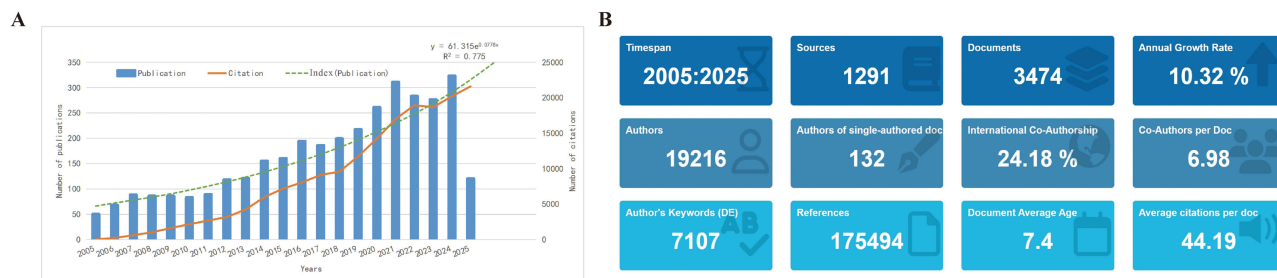 A
y = 61.315e^0.0776x
R² = 0.775
Publication Citation Index(Publication)
350
300
250
200
150
100
50
0
Number of publications
25000
20000
15000
10000
5000
0
Number of citations
2005 2006 2007 2008 2009 2010 2011 2012 2013 2014 2015 2016 2017 2018 2019 2020 2021 2022 2023 2024 2025
Years
B
Timespan
2005:2025
Sources
1291
Documents
3474
Annual Growth Rate
10.32 %
Authors
19216
Authors of single-authored doc
132
International Co-Authorship
24.18 %
Co-Authors per Doc
6.98
Author's Keywords (DE)
7107
AB
References
175494
Document Average Age
7.4
Average citations per doc
44.19